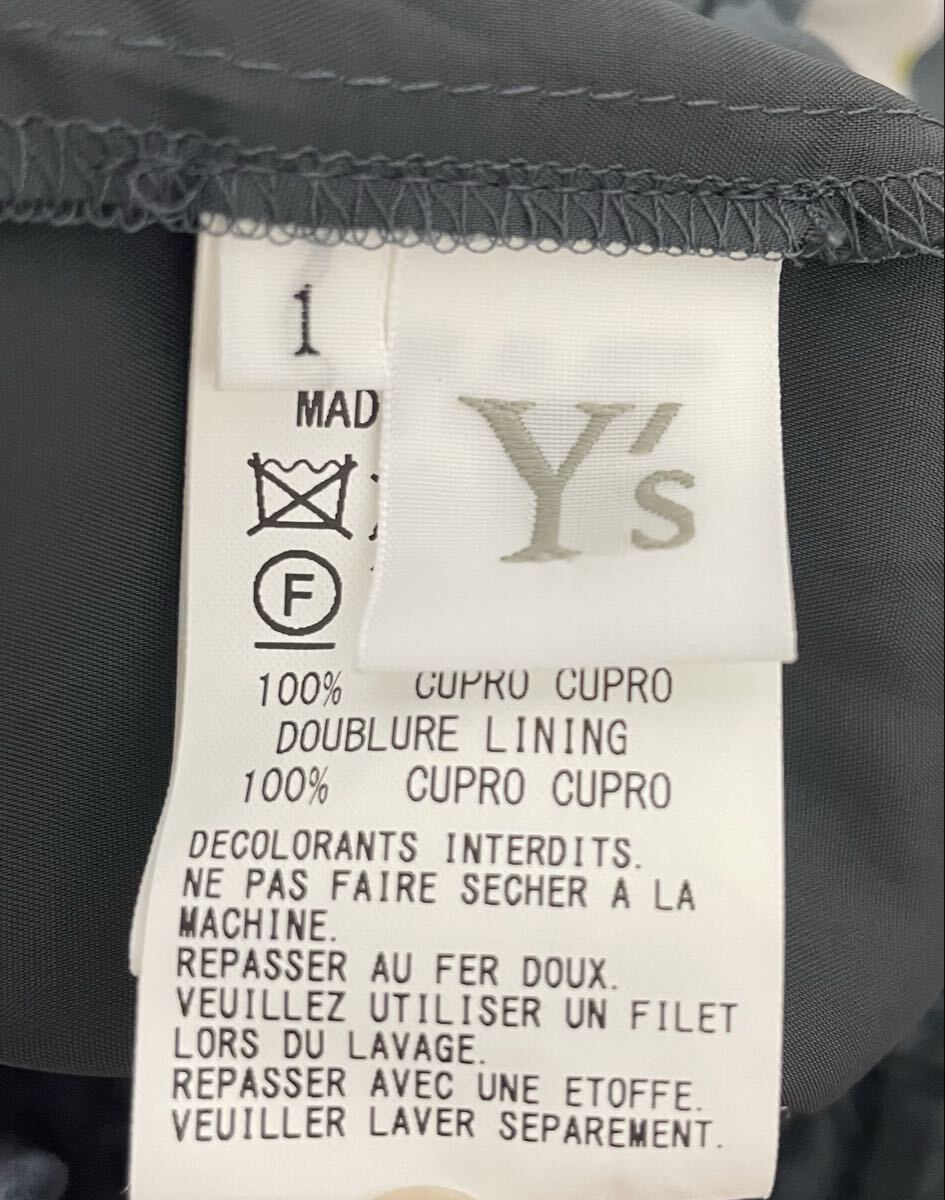 1
Y's
MAD
F
100% CUPRO CUPRO
DOUBLURE LINING
100% CUPRO CUPRO
DECOLORANTS INTERDITS.
NE PAS FAIRE SECHER A LA
MACHINE.
REPASSER AU FER DOUX.
VEUILLEZ UTILISER UN FILET
LORS DU LAVAGE.
REPASSER AVEC UNE ETOFFE.
VEUILLER LAVER SEPAREMENT.